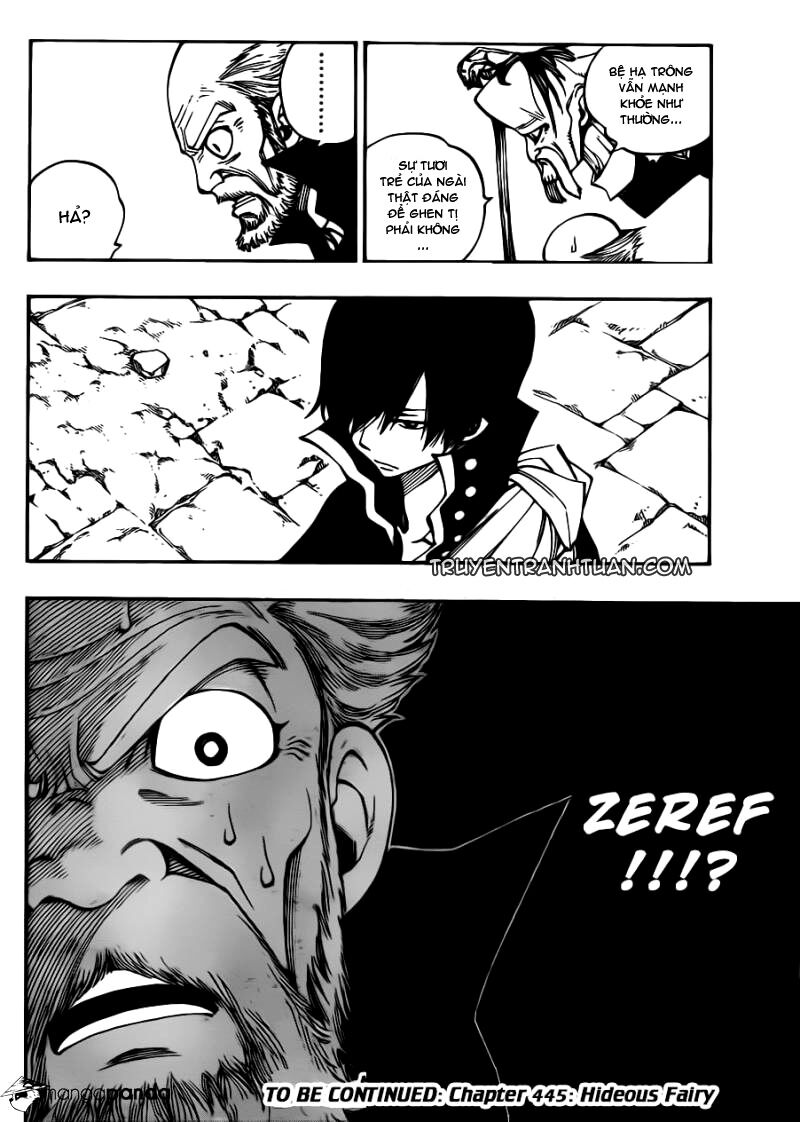 BỆ HẠ TRÔNG
VẪN MẠNH
KHỎE NHƯ
THƯỜNG...
SỰ TƯƠI
TRẺ CỦA NGÀI
THẬT ĐÁNG
ĐỂ GHEN TỊ
PHẢI KHÔNG
...
.........
HẢ?
TRUYENTRANHTUAN.COM
ZEREF
!!!?
mangapanda
TO BE CONTINUED: Chapter 445: Hideous Fairy